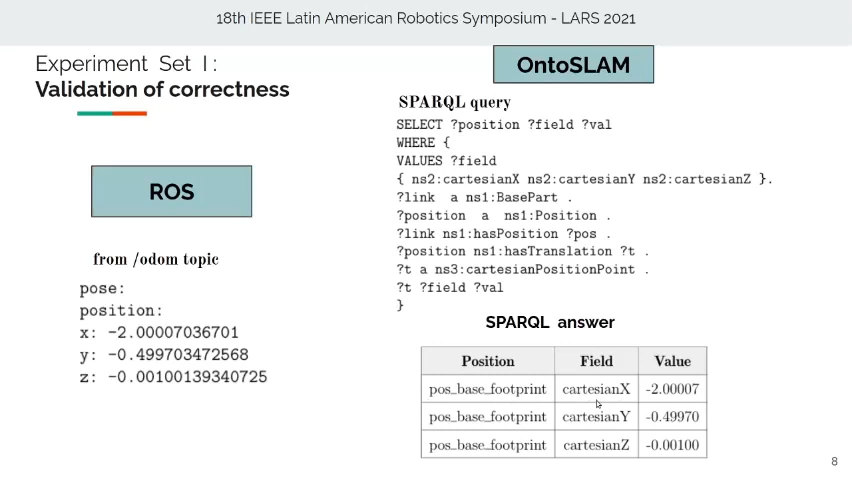 18th IEEE Latin American Robotics Symposium - LARS 2021
Experiment Set I:
Validation of correctness
ROS
from /odom topic
pose:
position:
x: -2.00007036701
y: -0.499703472568
z: -0.00100139340725
OntoSLAM
SPARQL query
SELECT ?position ?field ?val
WHERE {
VALUES ?field
{ ns2:cartesianX ns2:cartesianY ns2:cartesianZ }.
?link a ns1:BasePart .
?position a ns1:Position .
?link ns1:hasPosition ?pos .
?position ns1:hasTranslation ?t .
?t a ns3:cartesianPositionPoint .
?t ?field ?val
}
SPARQL answer
Position Field Value
pos_base_footprint cartesianX -2.00007
pos_base_footprint cartesianY -0.49970
pos_base_footprint cartesianZ -0.00100
8